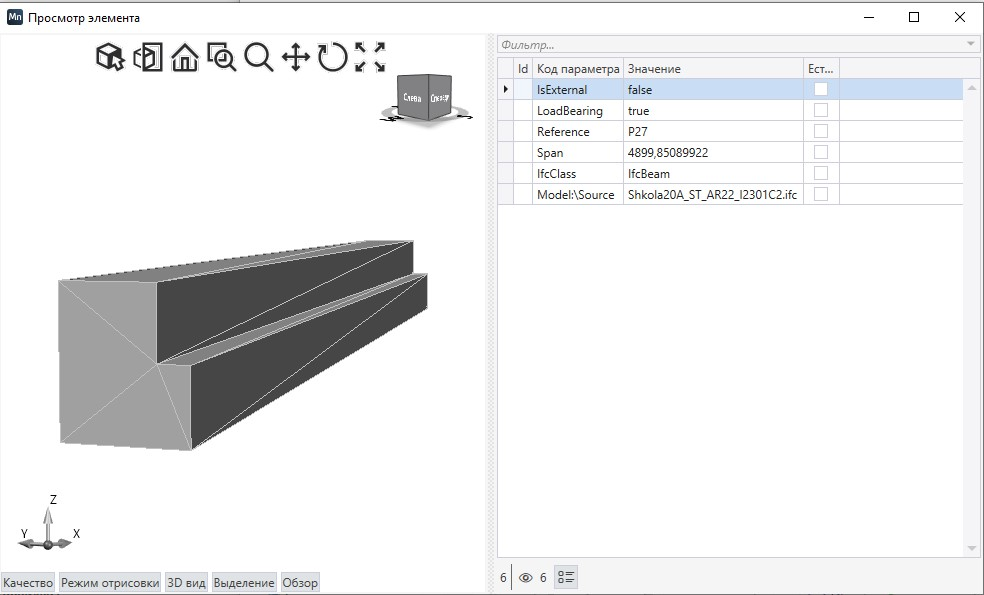 Mn Просмотр элемента
Слева
Спереди
Z
Y
X
Качество Режим отрисовки 3D вид Выделение Обзор
Фильтр...
Id Код параметра Значение Ест...
IsExternal false
LoadBearing true
Reference P27
Span 4899,85089922
IfcClass IfcBeam
Model:\Source Shkola20A_ST_AR22_I2301C2.ifc
6 6